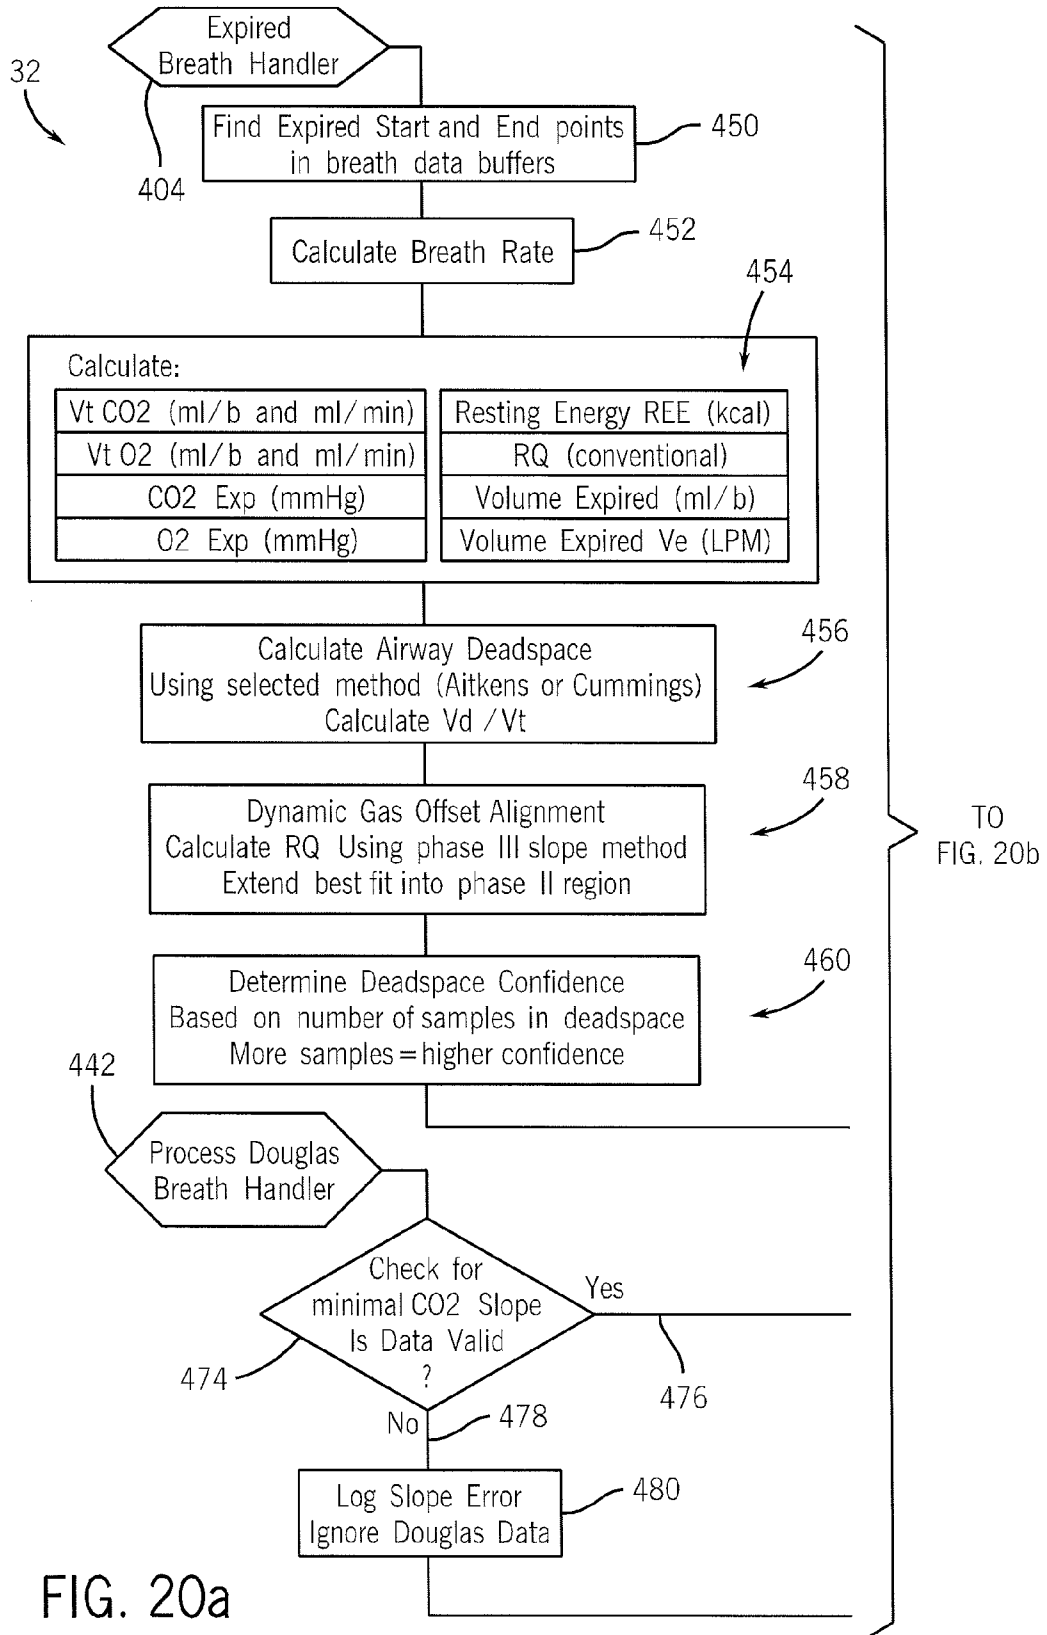 Expired
Breath Handler
32
404
Find Expired Start and End points
in breath data buffers
450
Calculate Breath Rate
452
454
Calculate:
Vt CO2 (ml/b and ml/min)
Vt O2 (ml/b and ml/min)
CO2 Exp (mmHg)
O2 Exp (mmHg)
Resting Energy REE (kcal)
RQ (conventional)
Volume Expired (ml/b)
Volume Expired Ve (LPM)
Calculate Airway Deadspace
Using selected method (Aitkens or Cummings)
Calculate Vd / Vt
456
Dynamic Gas Offset Alignment
Calculate RQ Using phase III slope method
Extend best fit into phase II region
458
TO
FIG. 20b
Determine Deadspace Confidence
Based on number of samples in deadspace
More samples = higher confidence
460
442
Process Douglas
Breath Handler
Check for
minimal CO2 Slope
Is Data Valid
?
Yes
474
476
No
478
Log Slope Error
Ignore Douglas Data
480
FIG. 20a